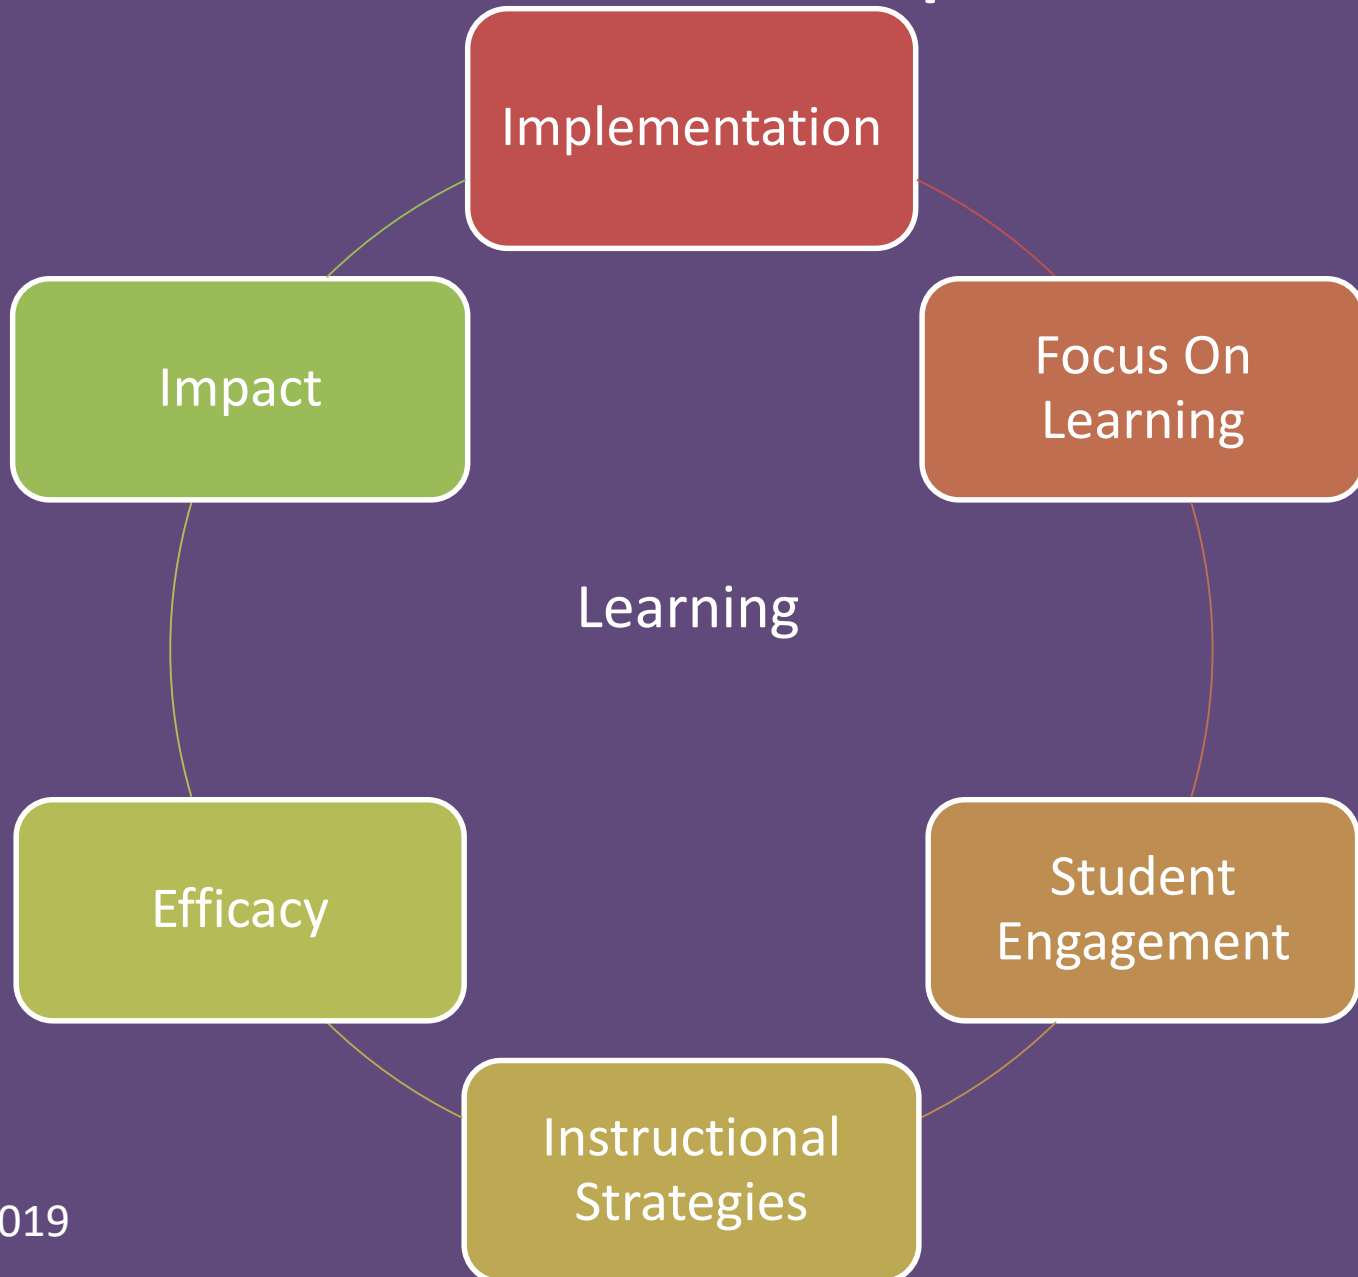 Implementation
Focus On
Learning
Student
Engagement
Instructional
Strategies
Efficacy
Impact
Learning
019